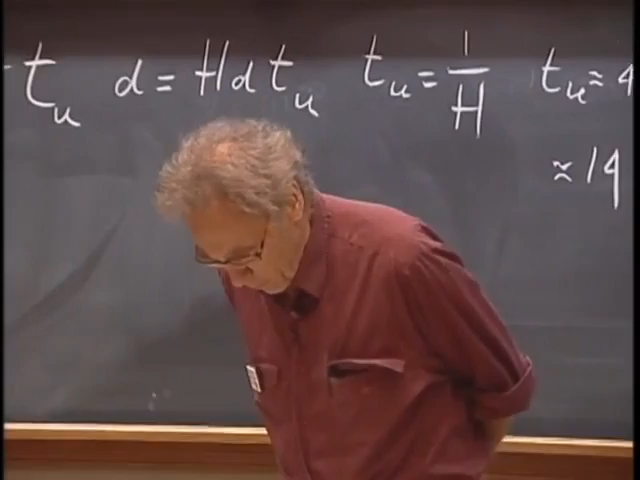 t_u d = H d t_u t_u = 1/H t_u ≈ 4
≈ 14